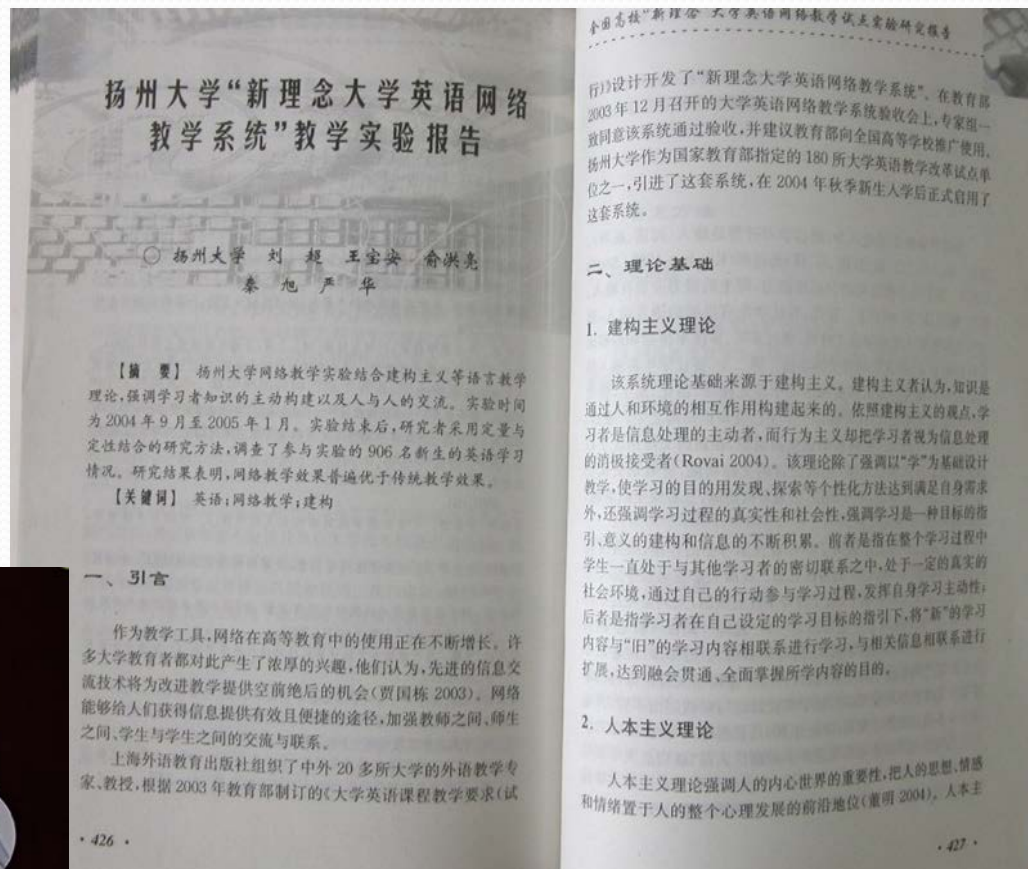 扬州大学“新理念大学英语网络
教学系统”教学实验报告
○ 扬州大学 刘 超 王宝安 俞洪亮
秦 旭 严 华
【摘 要】 扬州大学网络教学实验结合建构主义等语言教学
理论,强调学习者知识的主动构建以及人与人的交流。实验时间
为 2004 年 9 月至 2005 年 1 月。实验结束后,研究者采用定量与
定性结合的研究方法,调查了参与实验的 906 名新生的英语学习
情况。研究结果表明,网络教学效果普遍优于传统教学效果。
【关键词】 英语;网络教学;建构
一、引言
作为教学工具,网络在高等教育中的使用正在不断增长。许
多大学教育者都对此产生了浓厚的兴趣,他们认为,先进的信息交
流技术将为改进教学提供空前绝后的机会(贾国栋 2003)。网络
能够给人们获得信息提供有效且便捷的途径,加强教师之间、师生
之间、学生与学生之间的交流与联系。
上海外语教育出版社组织了中外 20 多所大学的外语教学专
家、教授,根据 2003 年教育部制订的《大学英语课程教学要求(试
· 426 ·
全国高校“新理念”大学英语网络教学试点实验研究报告
行)》设计开发了“新理念大学英语网络教学系统”。在教育部
2003 年 12 月召开的大学英语网络教学系统验收会上,专家组一
致同意该系统通过验收,并建议教育部向全国高等学校推广使用。
扬州大学作为国家教育部指定的 180 所大学英语教学改革试点单
位之一,引进了这套系统,在 2004 年秋季新生入学后正式启用了
这套系统。
二、理论基础
1. 建构主义理论
该系统理论基础来源于建构主义。建构主义者认为,知识是
通过人和环境的相互作用构建起来的。依照建构主义的观点,学
习者是信息处理的主动者,而行为主义却把学习者视为信息处理
的消极接受者(Rovai 2004)。该理论除了强调以“学”为基础设计
教学,使学习的目的用发现、探索等个性化方法达到满足自身需求
外,还强调学习过程的真实性和社会性,强调学习是一种目标的指
引、意义的建构和信息的不断积累。前者是指在整个学习过程中
学生一直处于与其他学习者的密切联系之中,处于一定的真实的
社会环境,通过自己的行动参与学习过程,发挥自身学习主动性;
后者是指学习者在自己设定的学习目标的指引下,将“新”的学习
内容与“旧”的学习内容相联系进行学习,与相关信息相联系进行
扩展,达到融会贯通、全面掌握所学内容的目的。
2. 人本主义理论
人本主义理论强调人的内心世界的重要性,把人的思想、情感
和情绪置于人的整个心理发展的前沿地位(董明 2004)。人本主
· 427 ·